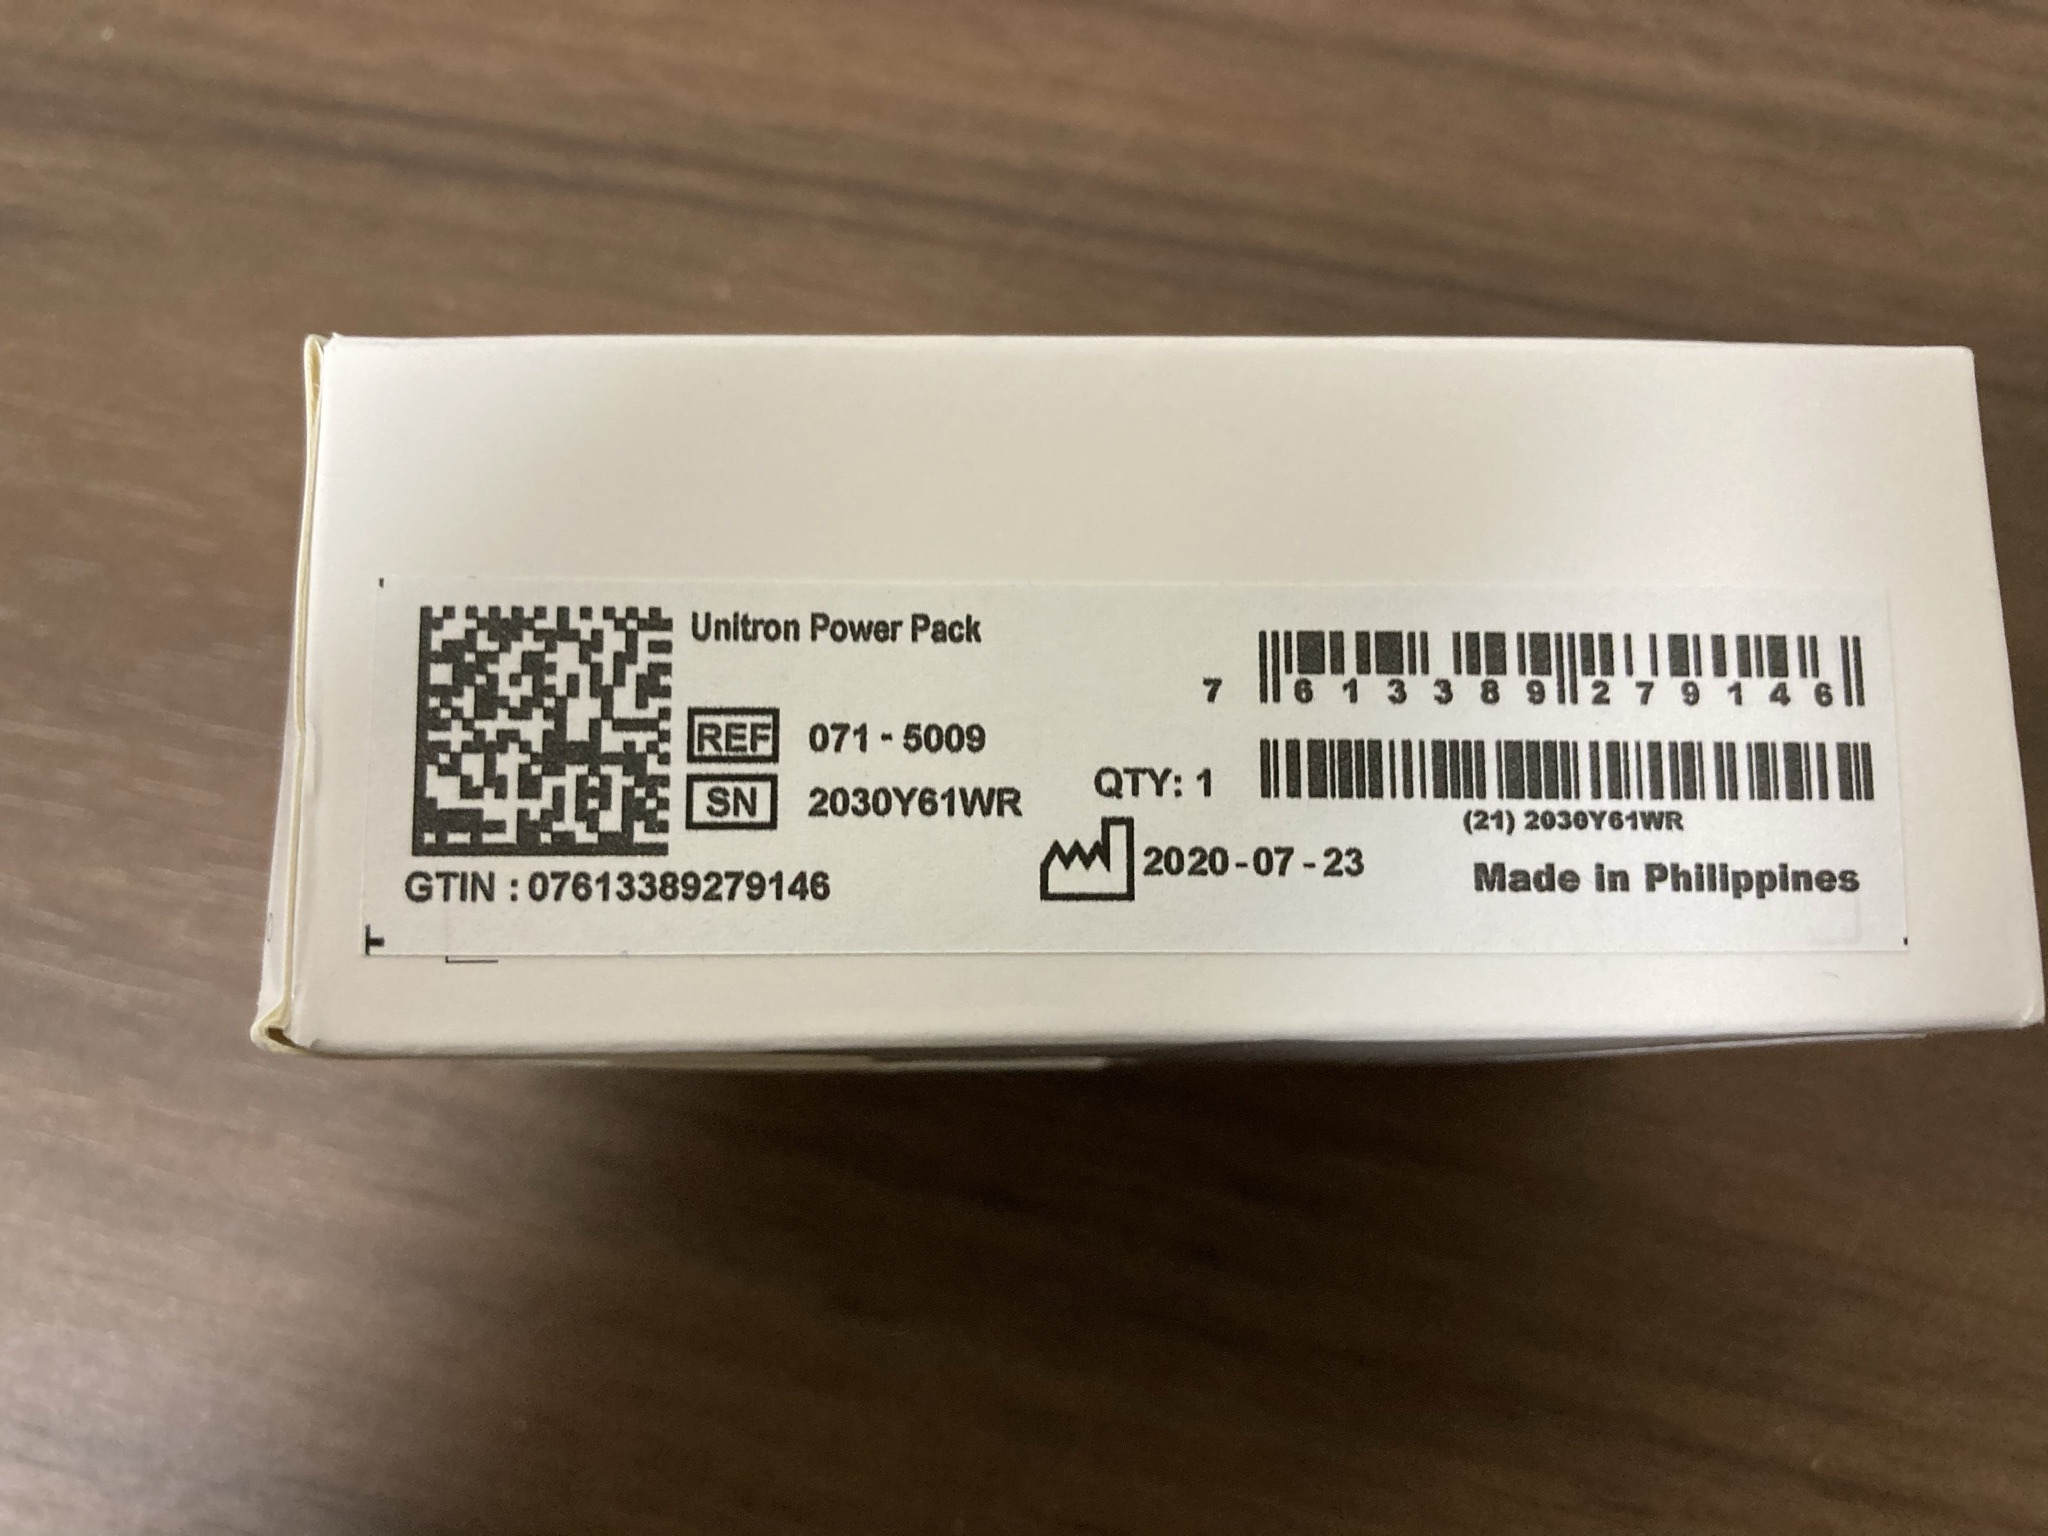 Unitron Power Pack
REF 071-5009
SN 2030Y61WR
GTIN : 07613389279146
7 613389 279146
QTY: 1
(21) 2030Y61WR
2020-07-23
Made in Philippines